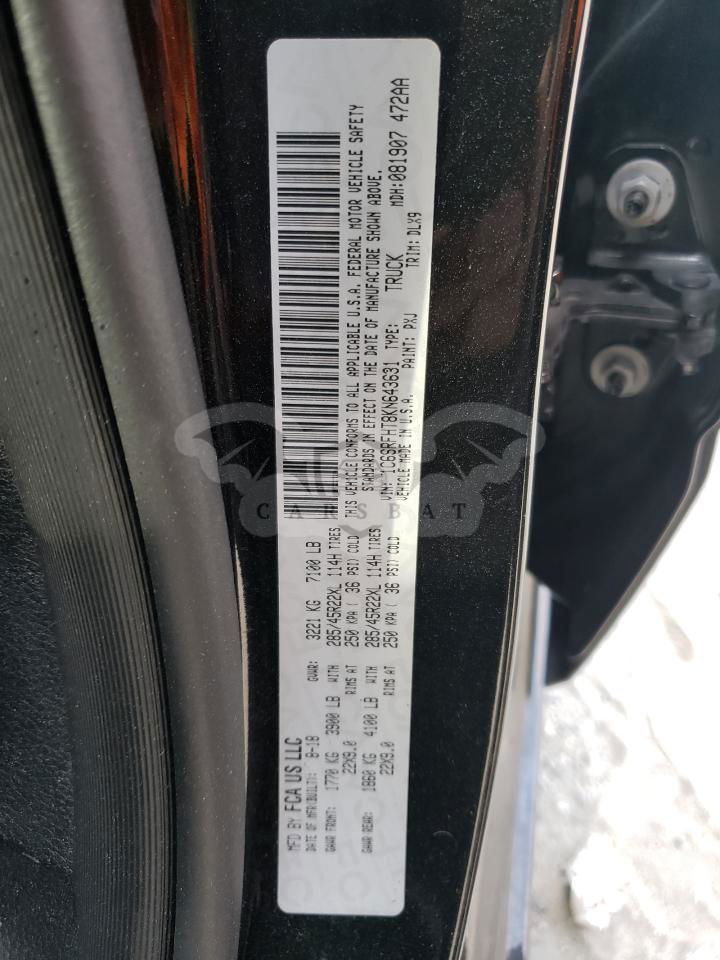 MFD BY FCA US LLC
DATE OF MFR(BUILT): 8-18 GVWR: 3221 KG 7100 LB
GAWR FRONT: 1770 KG 3900 LB WITH 285/45R22XL 114H TIRES
22X9.0 RIMS AT 250 KPA ( 36 PSI) COLD
GAWR REAR: 1860 KG 4100 LB WITH 285/45R22XL 114H TIRES
22X9.0 RIMS AT 250 KPA ( 36 PSI) COLD
THIS VEHICLE CONFORMS TO ALL APPLICABLE U.S.A. FEDERAL MOTOR VEHICLE SAFETY
STANDARDS IN EFFECT ON THE DATE OF MANUFACTURE SHOWN ABOVE.
VIN: 1C6SRFHT8KN643631 TYPE: TRUCK MDH:081907 472AA
VEHICLE MADE IN U.S.A. PAINT: PXJ TRIM: DLX9
CARSBAT